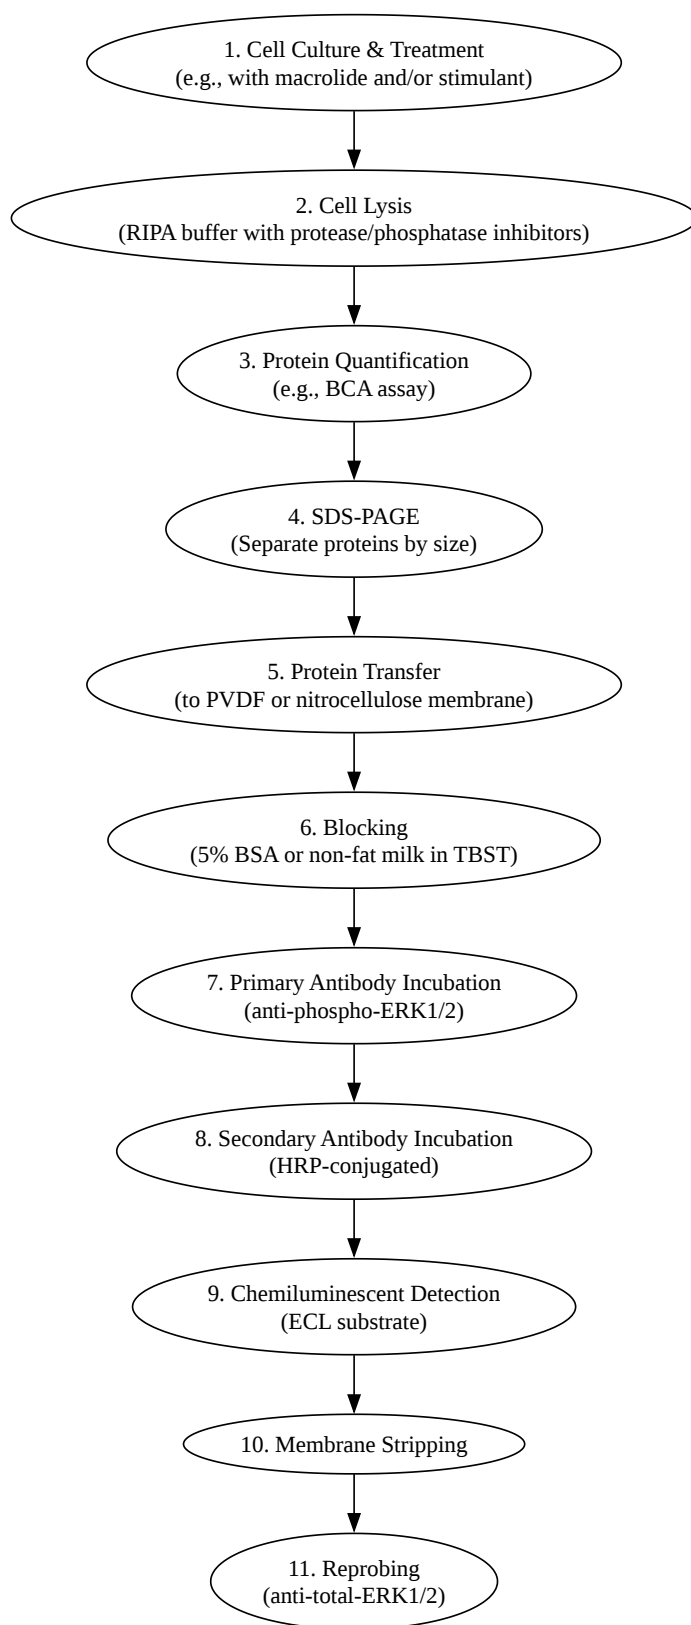 1. Cell Culture & Treatment
(e.g., with macrolide and/or stimulant)
2. Cell Lysis
(RIPA buffer with protease/phosphatase inhibitors)
3. Protein Quantification
(e.g., BCA assay)
4. SDS-PAGE
(Separate proteins by size)
5. Protein Transfer
(to PVDF or nitrocellulose membrane)
6. Blocking
(5% BSA or non-fat milk in TBST)
7. Primary Antibody Incubation
(anti-phospho-ERK1/2)
8. Secondary Antibody Incubation
(HRP-conjugated)
9. Chemiluminescent Detection
(ECL substrate)
10. Membrane Stripping
11. Reprobing
(anti-total-ERK1/2)